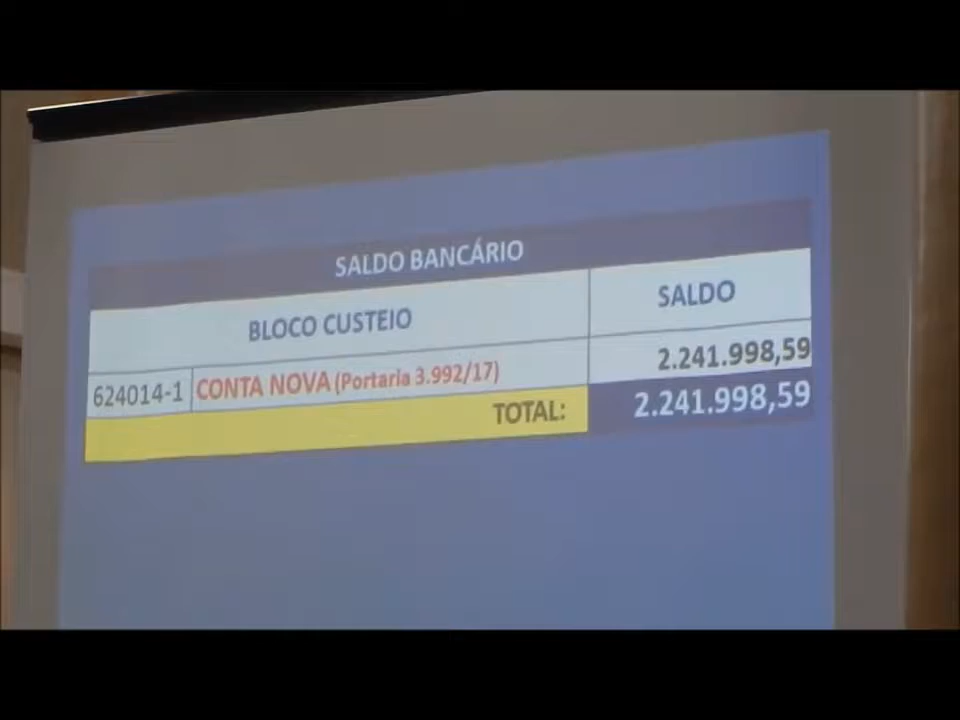 SALDO BANCÁRIO
BLOCO CUSTEIO SALDO
624014-1 CONTA NOVA (Portaria 3.992/17) 2.241.998,59
TOTAL: 2.241.998,59